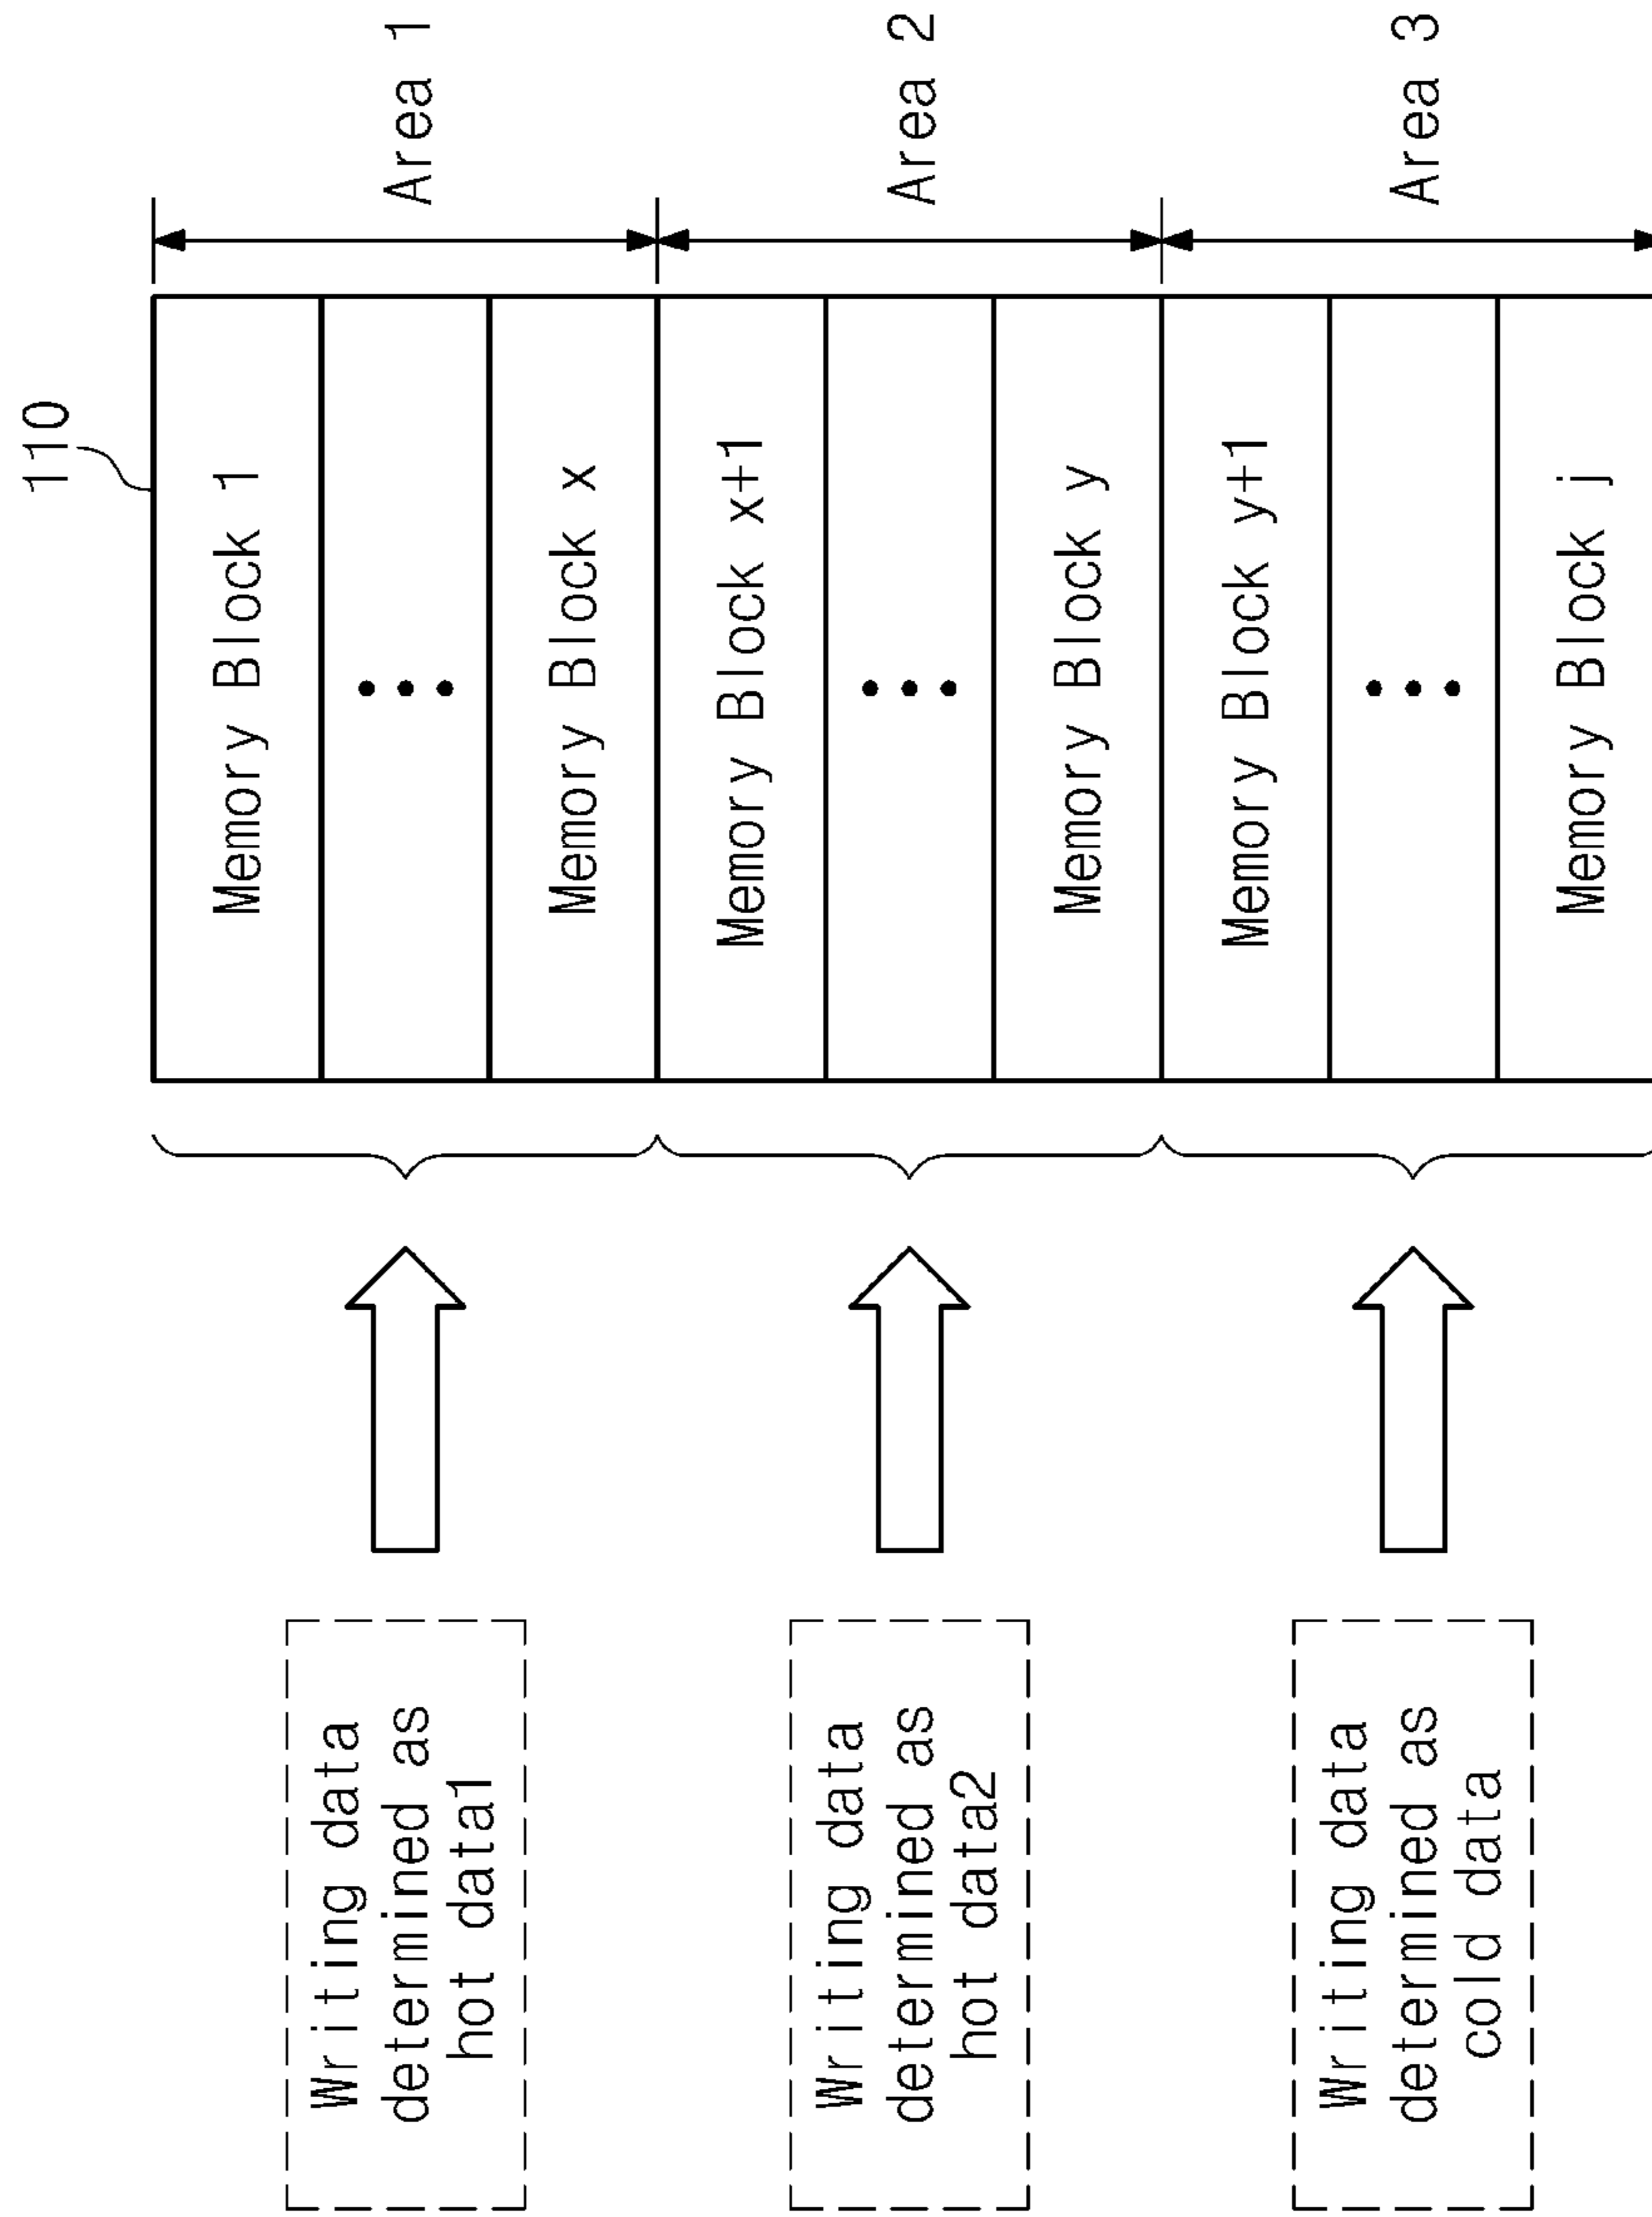 110
Memory Block 1
Memory Block x
Memory Block x+1
Memory Block y
Memory Block y+1
Memory Block j
Area 1
Area 2
Area 3
Writing data
determined as
hot data1
Writing data
determined as
hot data2
Writing data
determined as
cold data